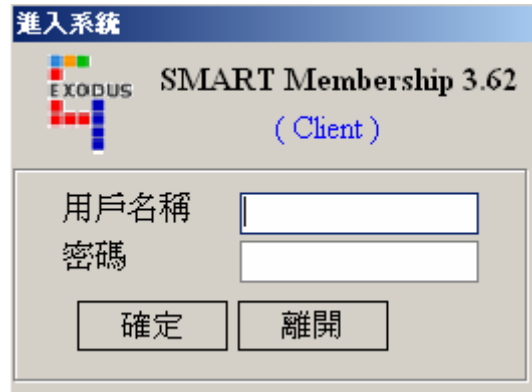 進入系統
EXODUS
SMART Membership 3.62
( Client )
用戶名稱
密碼
確定 離開